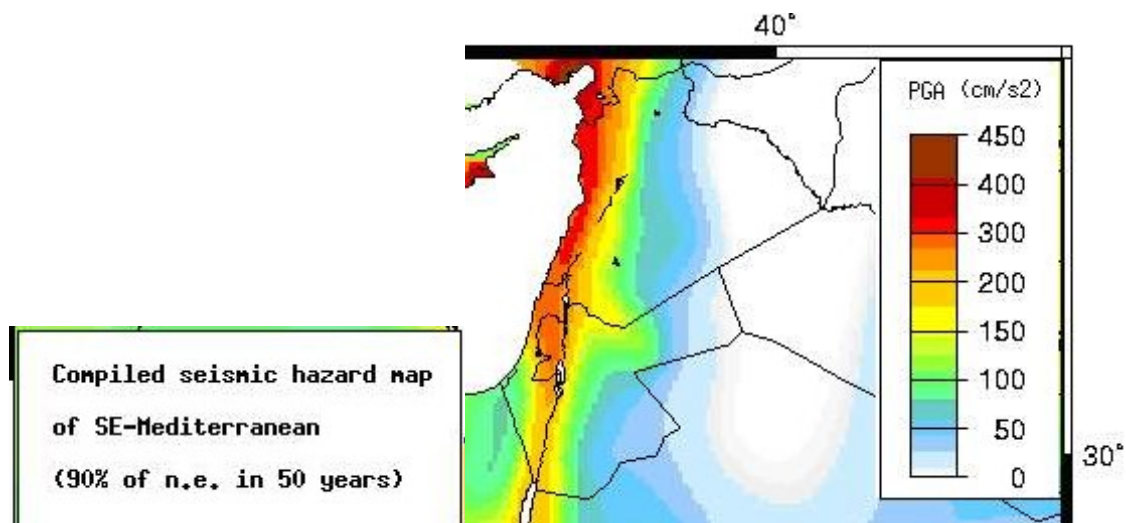 40°
PGA (cm/s2)
450
400
300
200
150
100
50
0
30°
Compiled seismic hazard map
of SE-Mediterranean
(90% of n.e. in 50 years)